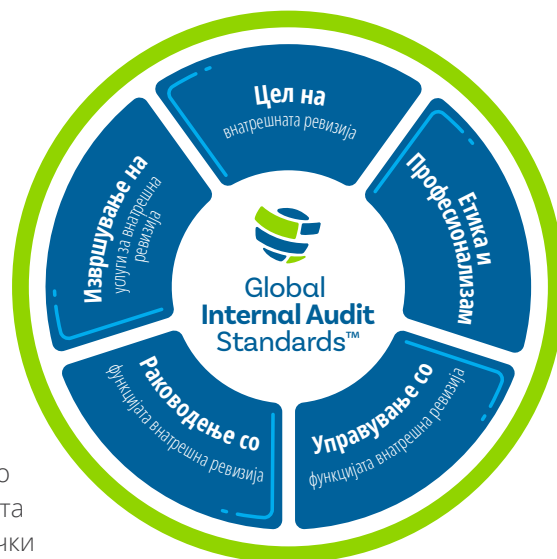 Цел на
внатрешната ревизија
Етика и
Професионализам
Управување со
функцијата внатрешна ревизија
Раководење со
функцијата внатрешна ревизија
Извршување на
услуги за внатрешна
ревизија
Global
Internal Audit
Standards™